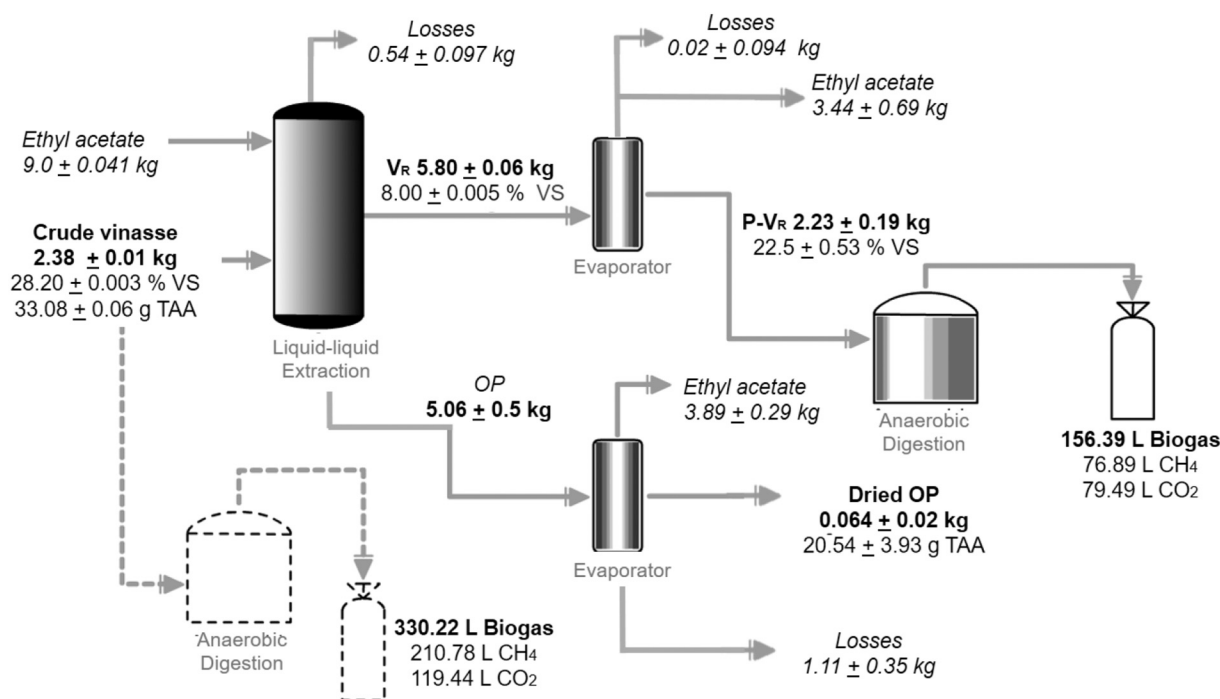 Losses
0.54 ± 0.097 kg
Losses
0.02 ± 0.094 kg
Ethyl acetate
3.44 ± 0.69 kg
Ethyl acetate
9.0 ± 0.041 kg
VR 5.80 ± 0.06 kg
8.00 ± 0.005 % VS
Crude vinasse
2.38 ± 0.01 kg
28.20 ± 0.003 % VS
33.08 ± 0.06 g TAA
P-VR 2.23 ± 0.19 kg
22.5 ± 0.53 % VS
Evaporator
Liquid-liquid
Extraction
OP
5.06 ± 0.5 kg
Ethyl acetate
3.89 ± 0.29 kg
Anaerobic
Digestion
156.39 L Biogas
76.89 L CH4
79.49 L CO2
Dried OP
0.064 ± 0.02 kg
20.54 ± 3.93 g TAA
Evaporator
Anaerobic
Digestion
330.22 L Biogas
210.78 L CH4
119.44 L CO2
Losses
1.11 ± 0.35 kg